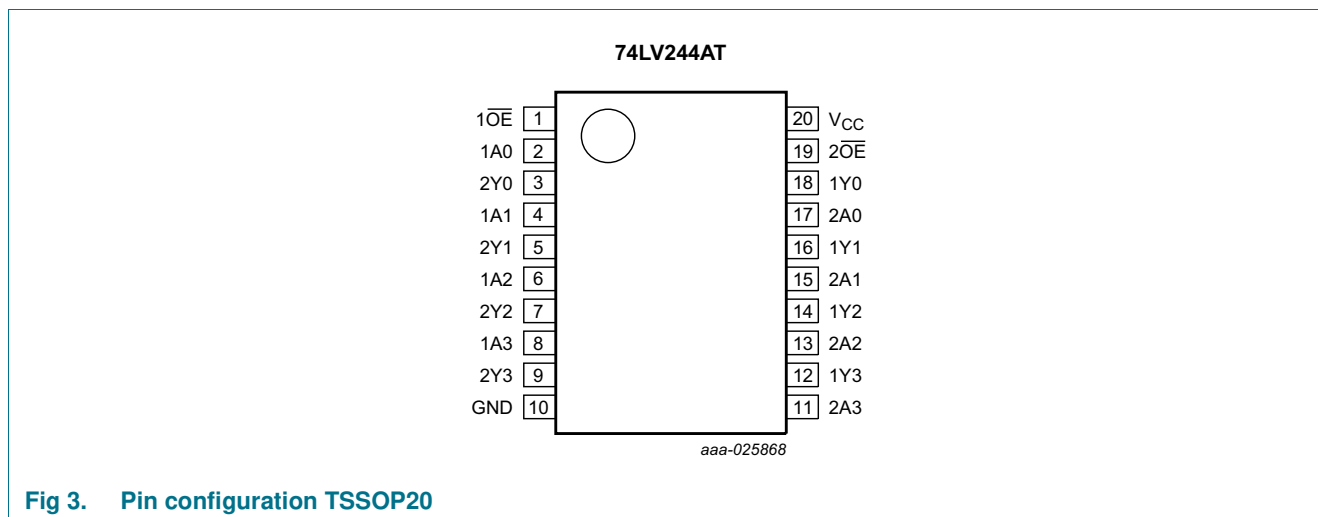 74LV244AT
1O̅E̅ 1 20 VCC
1A0 2 19 2O̅E̅
2Y0 3 18 1Y0
1A1 4 17 2A0
2Y1 5 16 1Y1
1A2 6 15 2A1
2Y2 7 14 1Y2
1A3 8 13 2A2
2Y3 9 12 1Y3
GND 10 11 2A3
aaa-025868
Fig 3. Pin configuration TSSOP20